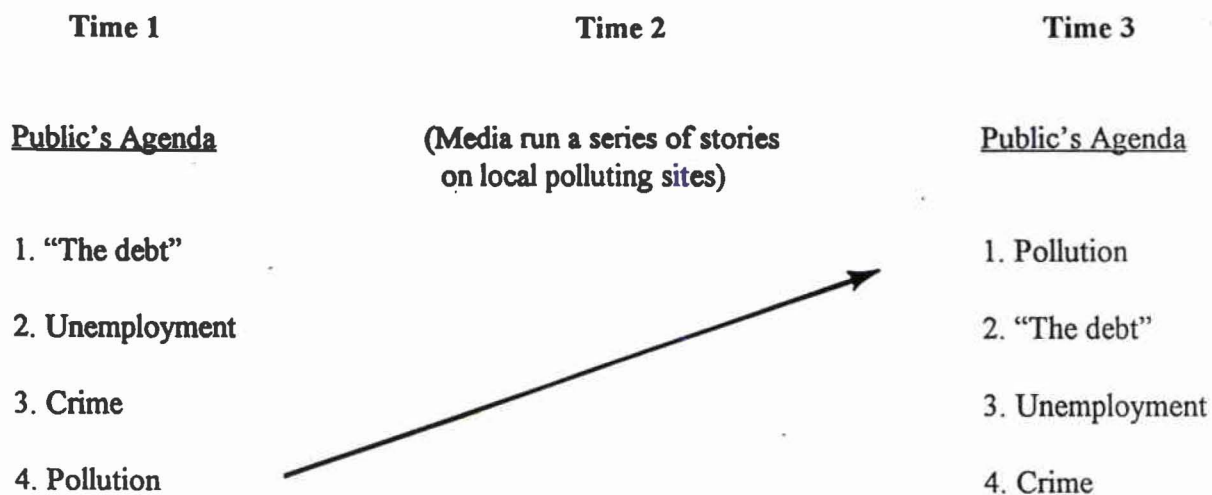 Time 1
Time 2
Time 3
Public's Agenda
(Media run a series of stories
on local polluting sites)
Public's Agenda
1. “The debt”
2. Unemployment
3. Crime
4. Pollution
1. Pollution
2. “The debt”
3. Unemployment
4. Crime